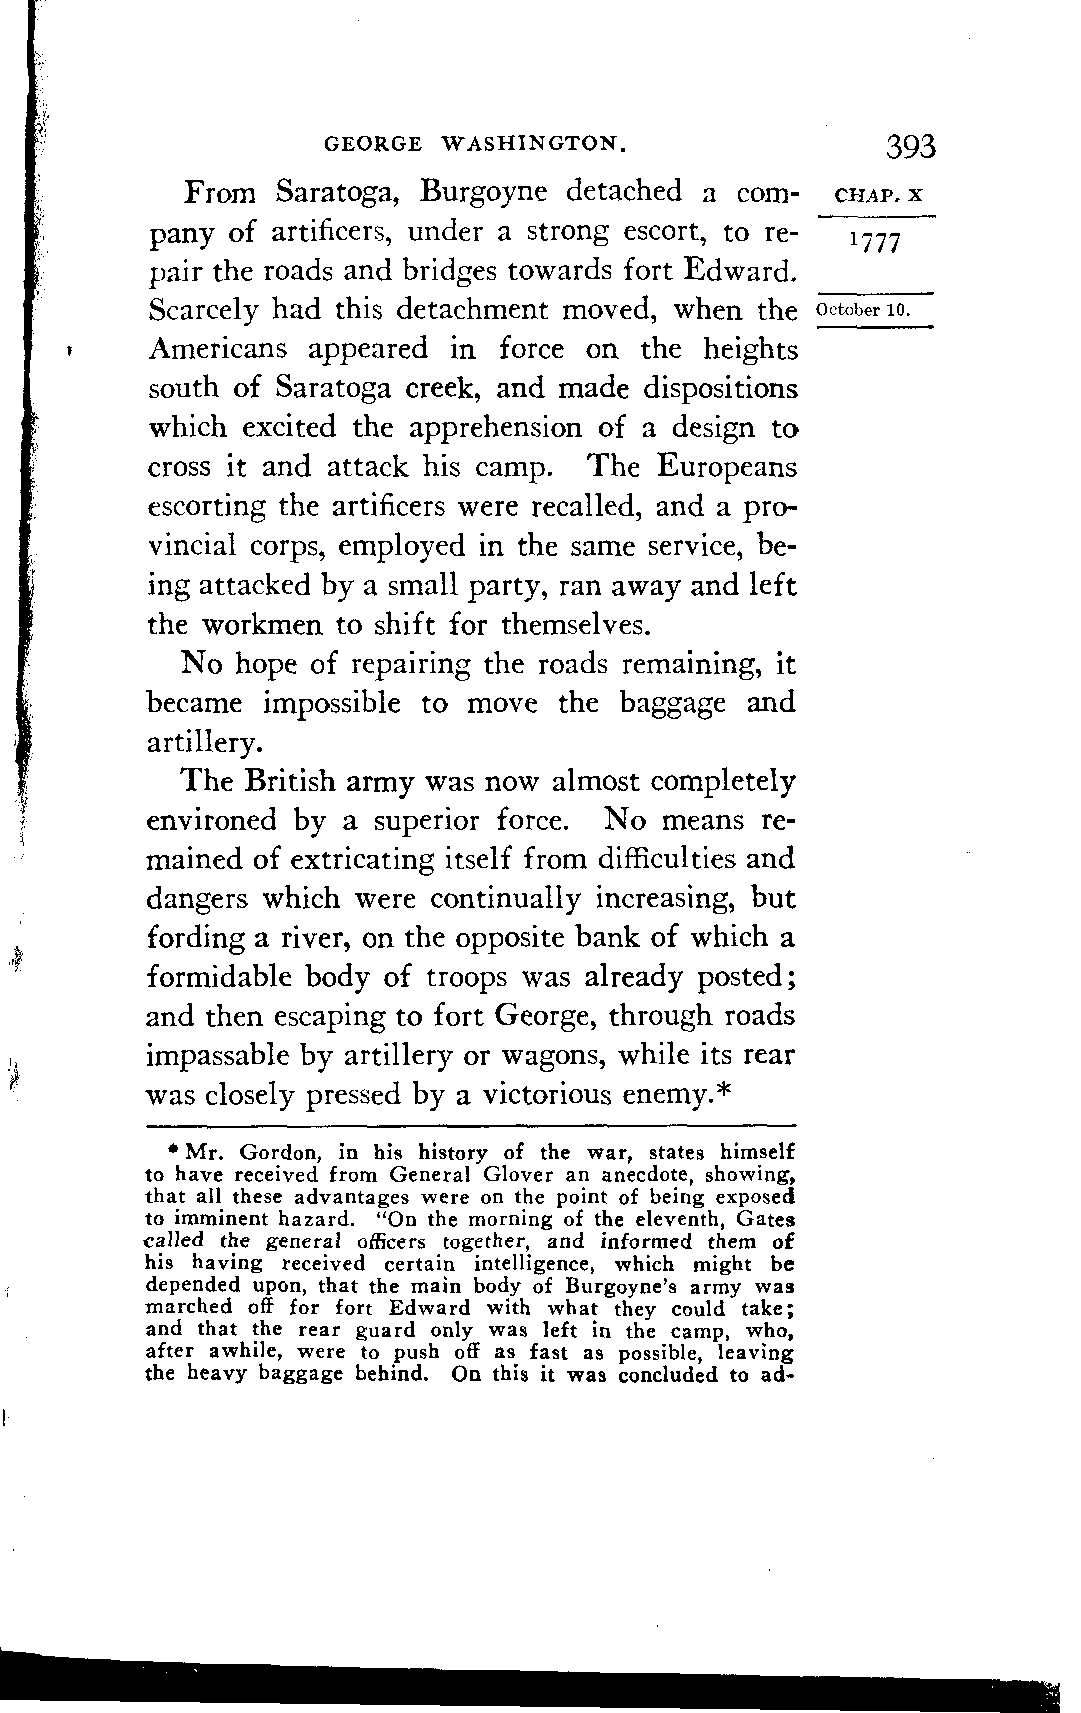 GEORGE WASHINGTON. 393
From Saratoga, Burgoyne detached a com- CHAP. X
pany of artificers, under a strong escort, to re- 1777
pair the roads and bridges towards fort Edward.
Scarcely had this detachment moved, when the October 10.
Americans appeared in force on the heights
south of Saratoga creek, and made dispositions
which excited the apprehension of a design to
cross it and attack his camp. The Europeans
escorting the artificers were recalled, and a pro-
vincial corps, employed in the same service, be-
ing attacked by a small party, ran away and left
the workmen to shift for themselves.
No hope of repairing the roads remaining, it
became impossible to move the baggage and
artillery.
The British army was now almost completely
environed by a superior force. No means re-
mained of extricating itself from difficulties and
dangers which were continually increasing, but
fording a river, on the opposite bank of which a
formidable body of troops was already posted;
and then escaping to fort George, through roads
impassable by artillery or wagons, while its rear
was closely pressed by a victorious enemy.*
* Mr. Gordon, in his history of the war, states himself
to have received from General Glover an anecdote, showing,
that all these advantages were on the point of being exposed
to imminent hazard. "On the morning of the eleventh, Gates
called the general officers together, and informed them of
his having received certain intelligence, which might be
depended upon, that the main body of Burgoyne's army was
marched off for fort Edward with what they could take;
and that the rear guard only was left in the camp, who,
after awhile, were to push off as fast as possible, leaving
the heavy baggage behind. On this it was concluded to ad-